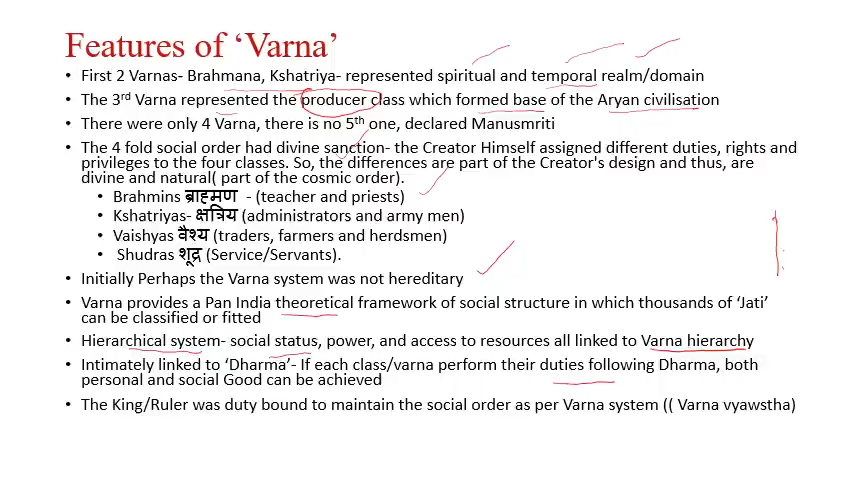 Features of ‘Varna’
• First 2 Varnas- Brahmana, Kshatriya- represented spiritual and temporal realm/domain
• The 3rd Varna represented the producer class which formed base of the Aryan civilisation
• There were only 4 Varna, there is no 5th one, declared Manusmriti
• The 4 fold social order had divine sanction- the Creator Himself assigned different duties, rights and
privileges to the four classes. So, the differences are part of the Creator's design and thus, are
divine and natural( part of the cosmic order).
• Brahmins ब्राह्मण - (teacher and priests)
• Kshatriyas- क्षत्रिय (administrators and army men)
• Vaishyas वैश्य (traders, farmers and herdsmen)
• Shudras शूद्र (Service/Servants).
• Initially Perhaps the Varna system was not hereditary
• Varna provides a Pan India theoretical framework of social structure in which thousands of ‘Jati’
can be classified or fitted
• Hierarchical system- social status, power, and access to resources all linked to Varna hierarchy
• Intimately linked to ‘Dharma’- If each class/varna perform their duties following Dharma, both
personal and social Good can be achieved
• The King/Ruler was duty bound to maintain the social order as per Varna system (( Varna vyawstha)